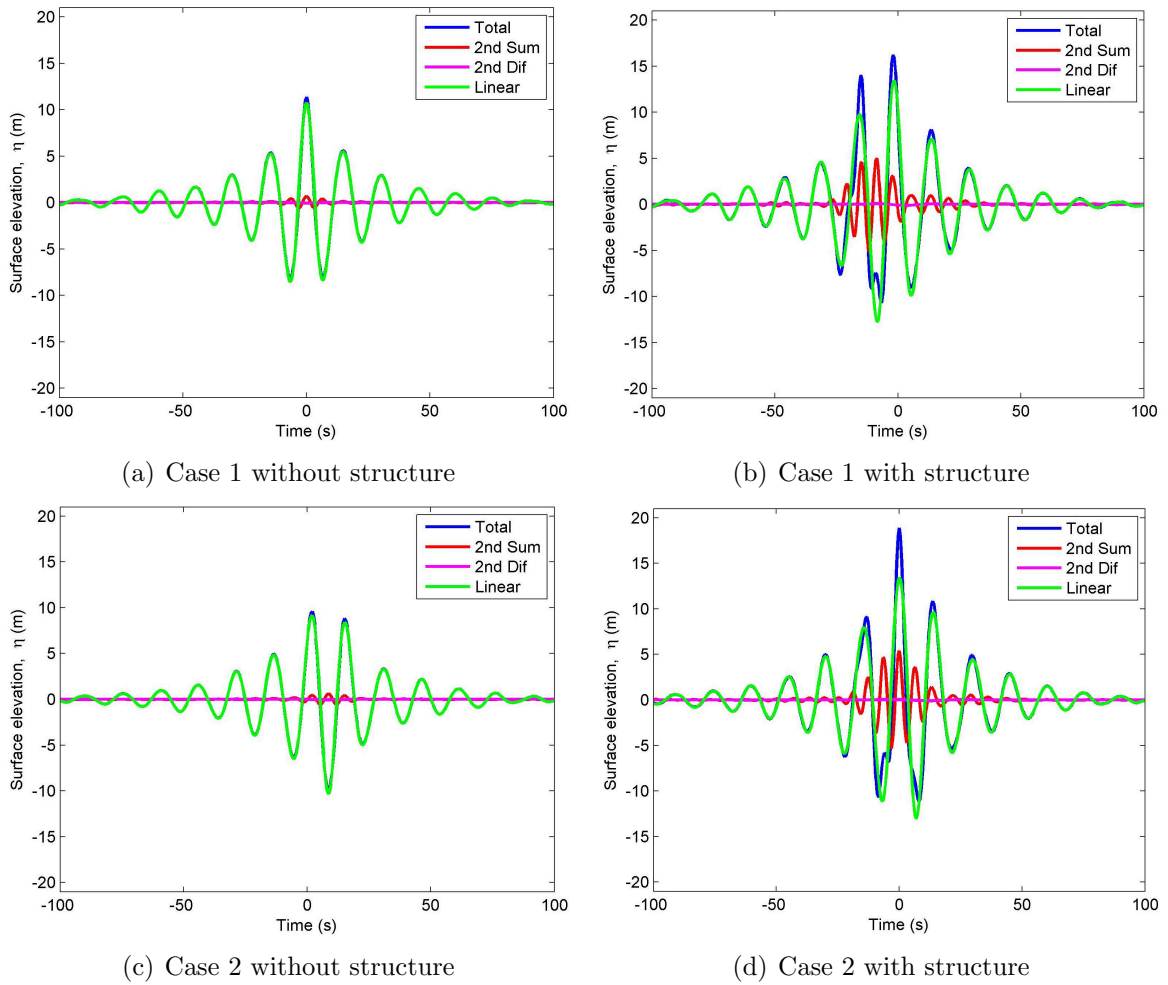 20
15
10
5
0
-5
-10
-15
-20
-100
-50
0
50
100
Surface elevation, η (m)
Time (s)
Total
2nd Sum
2nd Dif
Linear
(a) Case 1 without structure
20
15
10
5
0
-5
-10
-15
-20
-100
-50
0
50
100
Surface elevation, η (m)
Time (s)
Total
2nd Sum
2nd Dif
Linear
(b) Case 1 with structure
20
15
10
5
0
-5
-10
-15
-20
-100
-50
0
50
100
Surface elevation, η (m)
Time (s)
Total
2nd Sum
2nd Dif
Linear
(c) Case 2 without structure
20
15
10
5
0
-5
-10
-15
-20
-100
-50
0
50
100
Surface elevation, η (m)
Time (s)
Total
2nd Sum
2nd Dif
Linear
(d) Case 2 with structure